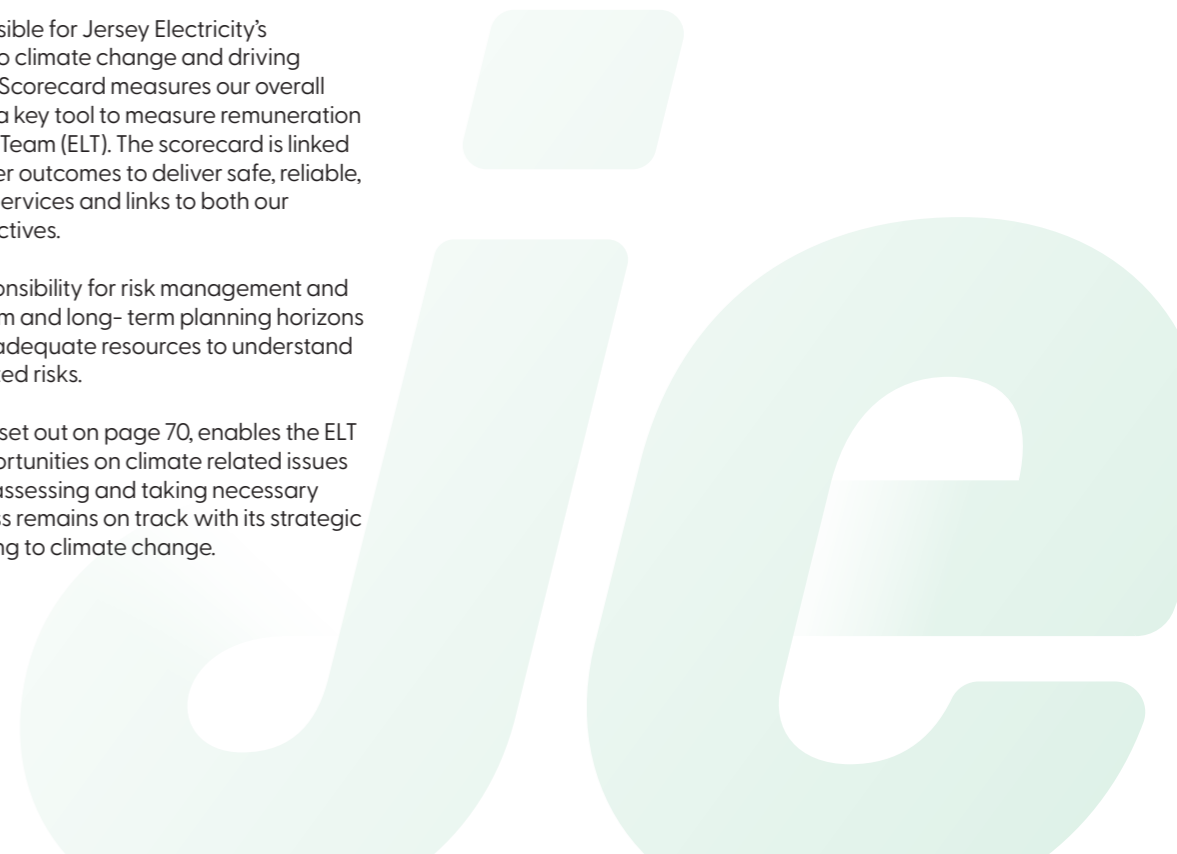 sible for Jersey Electricity’s
o climate change and driving
Scorecard measures our overall
a key tool to measure remuneration
Team (ELT). The scorecard is linked
er outcomes to deliver safe, reliable,
ervices and links to both our
ctives.
onsibility for risk management and
m and long- term planning horizons
adequate resources to understand
ted risks.
set out on page 70, enables the ELT
ortunities on climate related issues
assessing and taking necessary
ss remains on track with its strategic
ng to climate change.
je